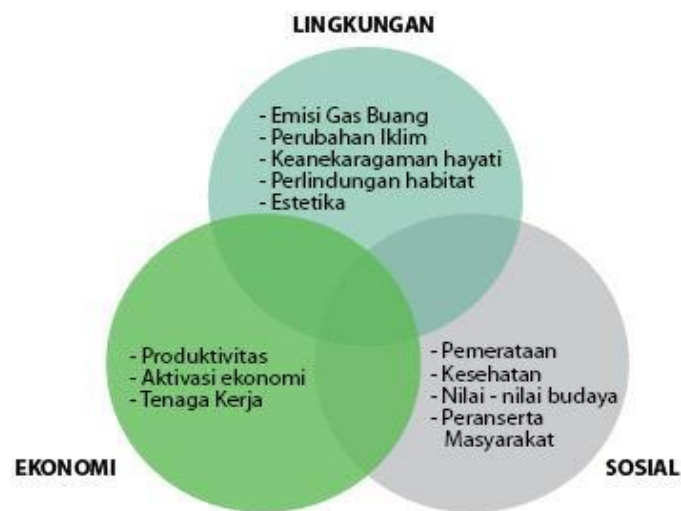 LINGKUNGAN
- Emisi Gas Buang
- Perubahan Iklim
- Keanekaragaman hayati
- Perlindungan habitat
- Estetika
- Produktivitas
- Aktivasi ekonomi
- Tenaga Kerja
- Pemerataan
- Kesehatan
- Nilai - nilai budaya
- Peranserta
Masyarakat
EKONOMI
SOSIAL